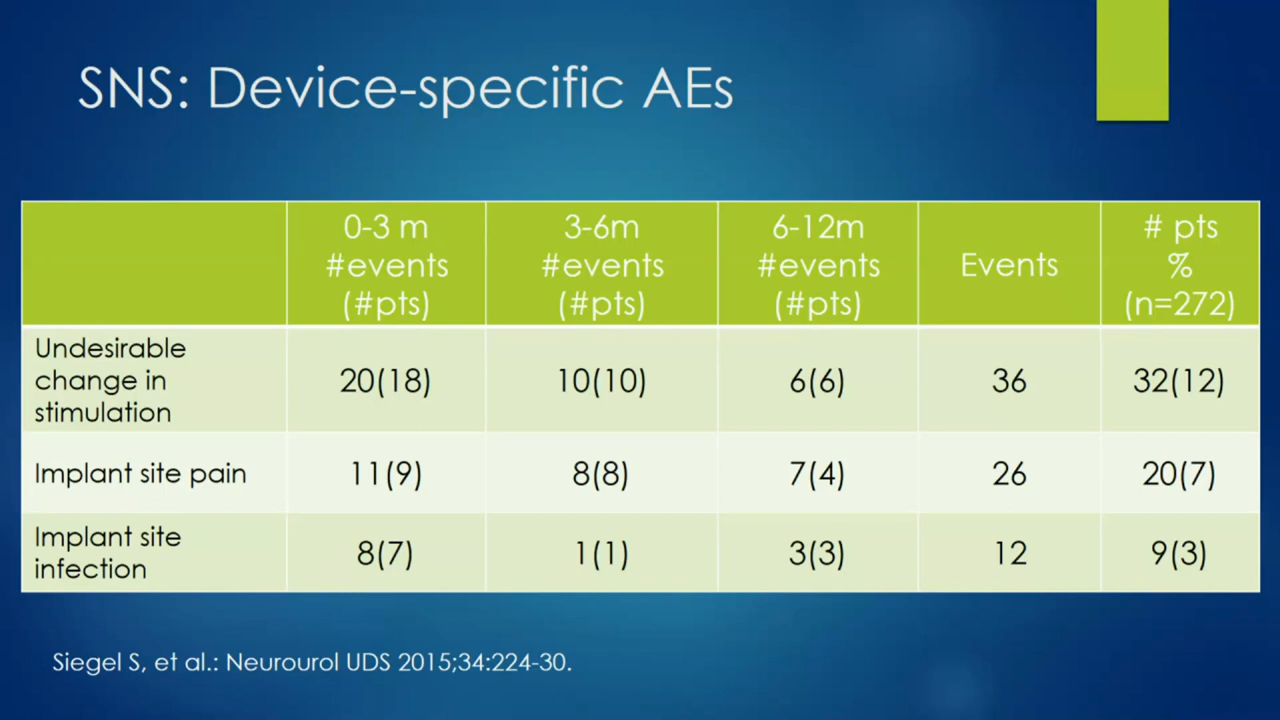 SNS: Device-specific AEs
0-3 m
#events
(#pts)
3-6m
#events
(#pts)
6-12m
#events
(#pts)
Events
# pts
%
(n=272)
Undesirable
change in
stimulation
20(18)
10(10)
6(6)
36
32(12)
Implant site pain
11(9)
8(8)
7(4)
26
20(7)
Implant site
infection
8(7)
1(1)
3(3)
12
9(3)
Siegel S, et al.: Neurourol UDS 2015;34:224-30.